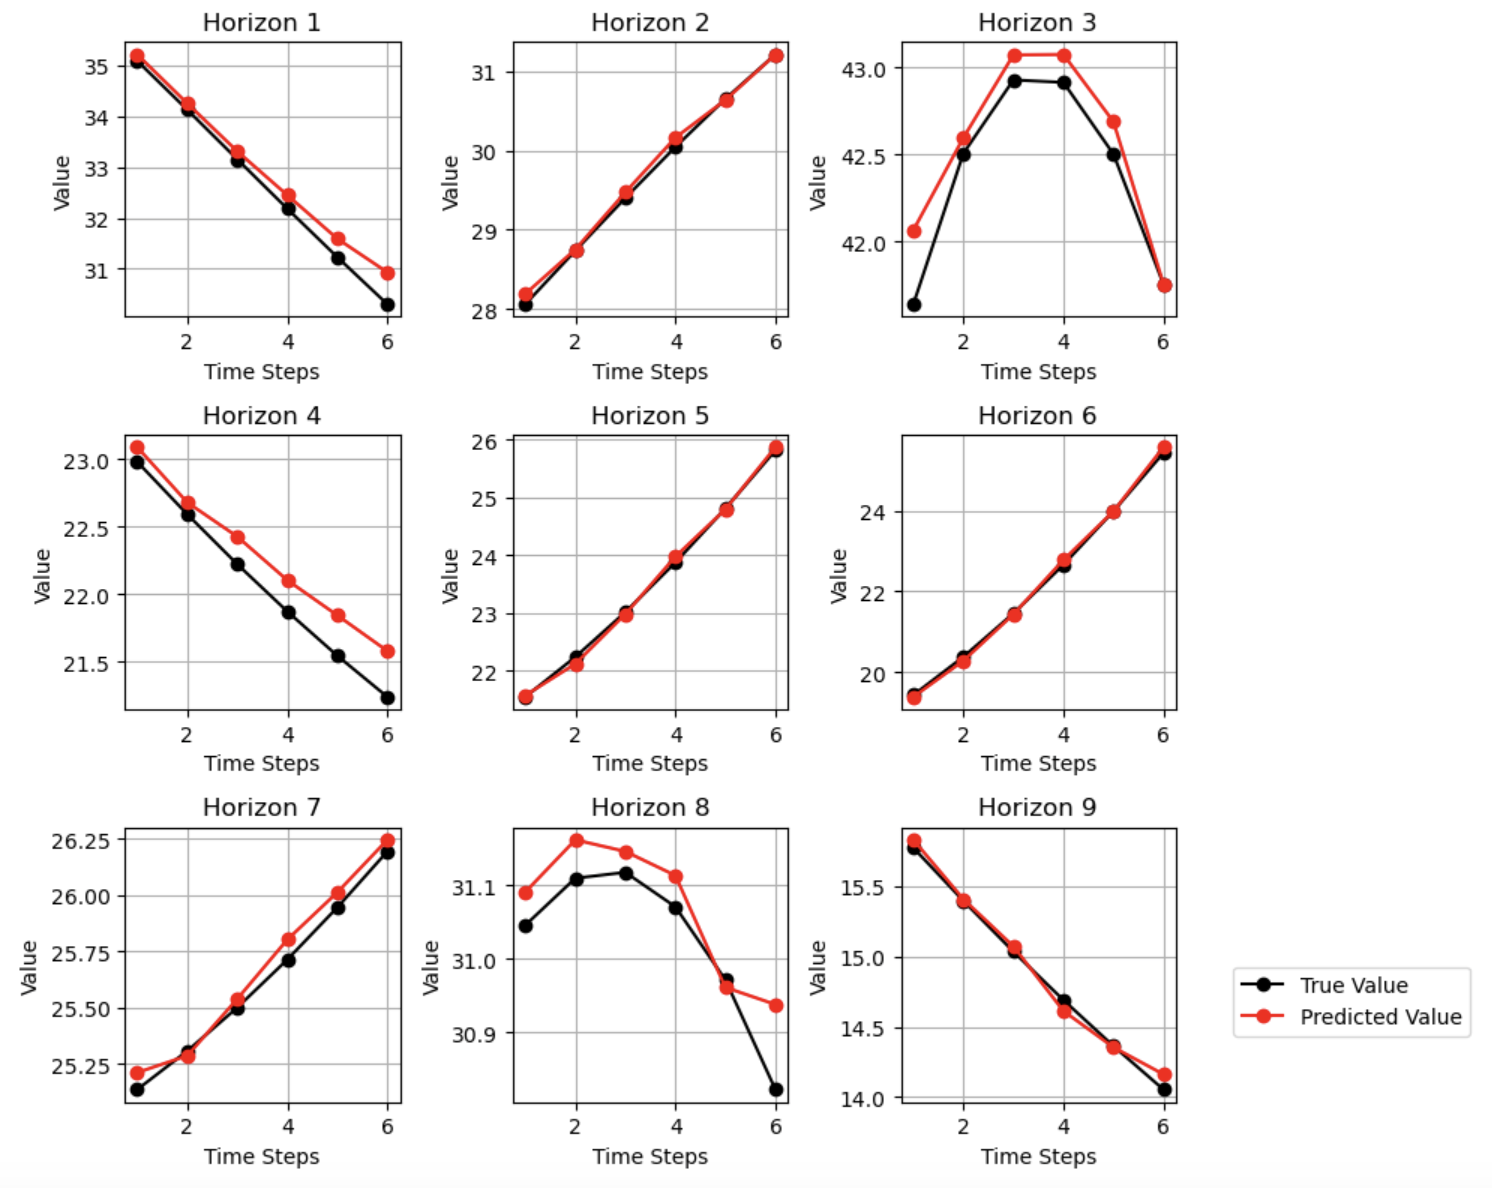 Horizon 1
Horizon 2
Horizon 3
35
34
33
32
31
Value
2
4
6
Time Steps
31
30
29
28
Value
2
4
6
Time Steps
43.0
42.5
42.0
Value
2
4
6
Time Steps
Horizon 4
Horizon 5
Horizon 6
23.0
22.5
22.0
21.5
Value
2
4
6
Time Steps
26
25
24
23
22
Value
2
4
6
Time Steps
24
22
20
Value
2
4
6
Time Steps
Horizon 7
Horizon 8
Horizon 9
26.25
26.00
25.75
25.50
25.25
Value
2
4
6
Time Steps
31.1
31.0
30.9
Value
2
4
6
Time Steps
15.5
15.0
14.5
14.0
Value
2
4
6
Time Steps
True Value
Predicted Value